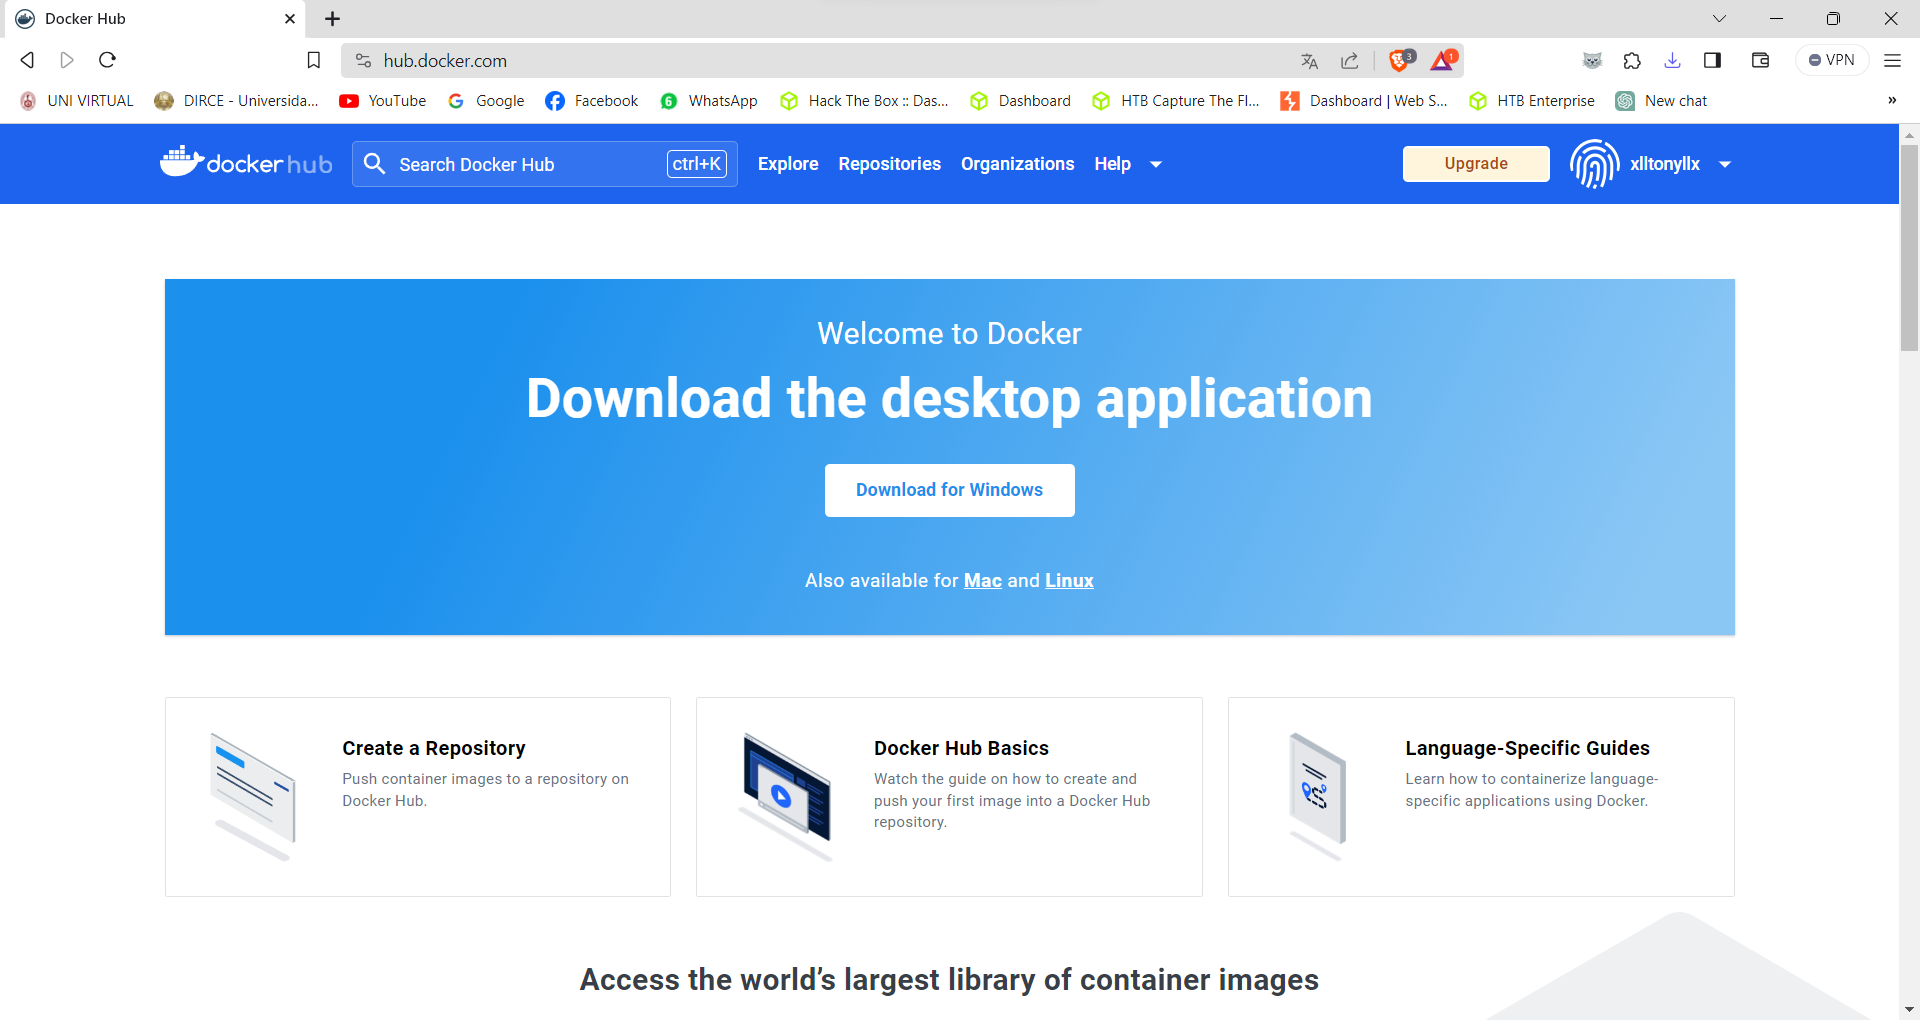 Docker Hub
hub.docker.com
3
1
VPN
UNI VIRTUAL
DIRCE - Universida...
YouTube
Google
Facebook
6
WhatsApp
Hack The Box :: Das...
Dashboard
HTB Capture The Fl...
Dashboard | Web S...
HTB Enterprise
New chat
»
docker hub
Search Docker Hub
ctrl+K
Explore
Repositories
Organizations
Help
Upgrade
xlltonyllx
Welcome to Docker
Download the desktop application
Download for Windows
Also available for Mac and Linux
Create a Repository
Push container images to a repository on
Docker Hub.
Docker Hub Basics
Watch the guide on how to create and
push your first image into a Docker Hub
repository.
Language-Specific Guides
Learn how to containerize language-
specific applications using Docker.
Access the world’s largest library of container images